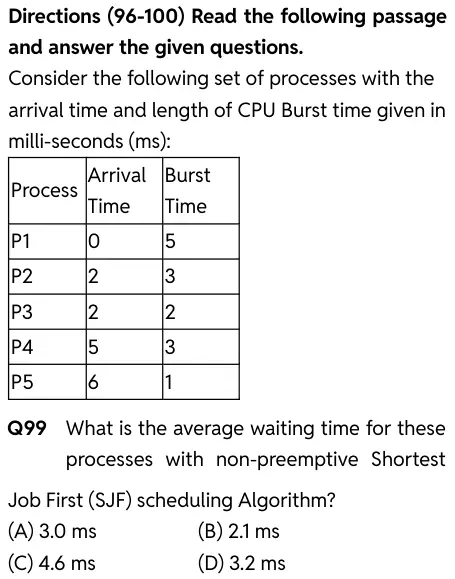 Directions (96-100) Read the following passage
and answer the given questions.
Consider the following set of processes with the
arrival time and length of CPU Burst time given in
milli-seconds (ms):
Process Arrival Time Burst Time
P1 0 5
P2 2 3
P3 2 2
P4 5 3
P5 6 1
Q99 What is the average waiting time for these
processes with non-preemptive Shortest
Job First (SJF) scheduling Algorithm?
(A) 3.0 ms (B) 2.1 ms
(C) 4.6 ms (D) 3.2 ms